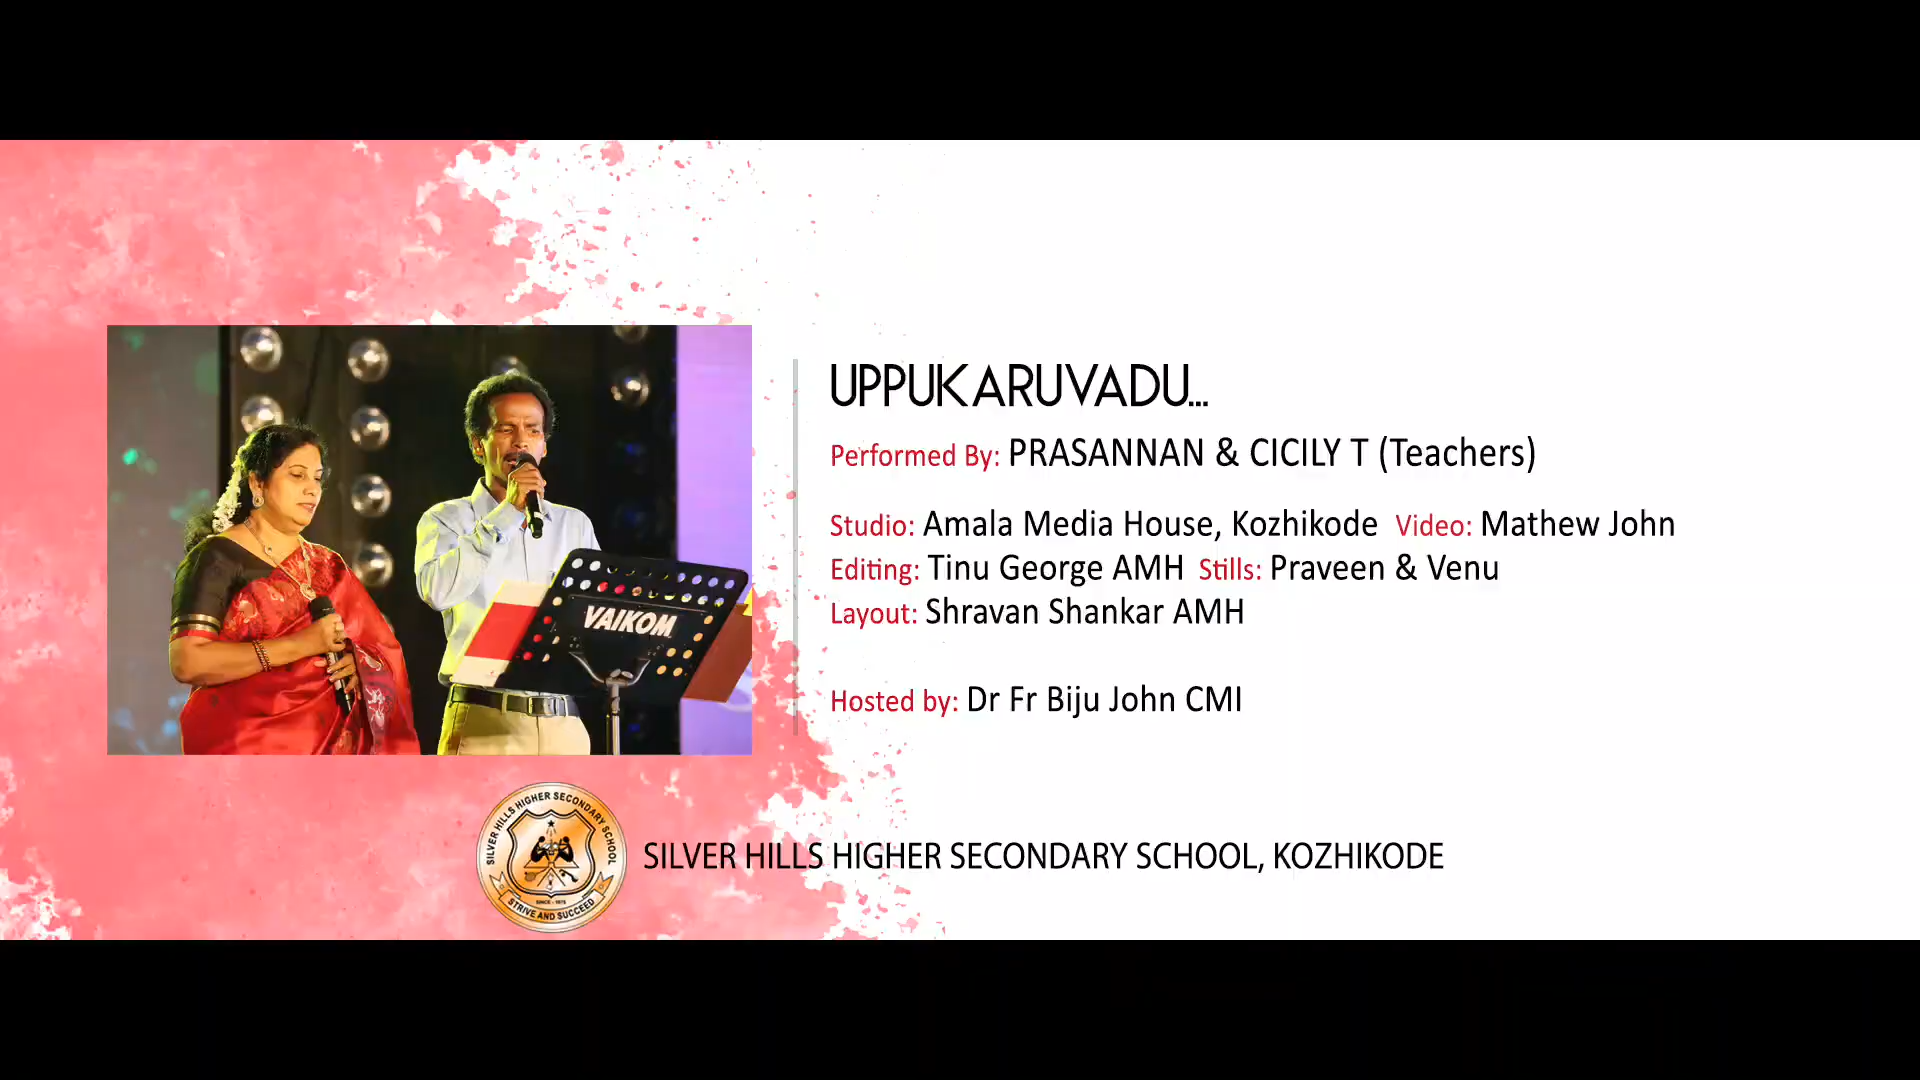 UPPUKARUVADU...
Performed By: PRASANNAN & CICILY T (Teachers)
Studio: Amala Media House, Kozhikode Video: Mathew John
Editing: Tinu George AMH Stills: Praveen & Venu
Layout: Shravan Shankar AMH
Hosted by: Dr Fr Biju John CMI
VAIKOM
SILVER HILLS HIGHER SECONDARY SCHOOL
SINCE - 1975
STRIVE AND SUCCEED
SILVER HILLS HIGHER SECONDARY SCHOOL, KOZHIKODE